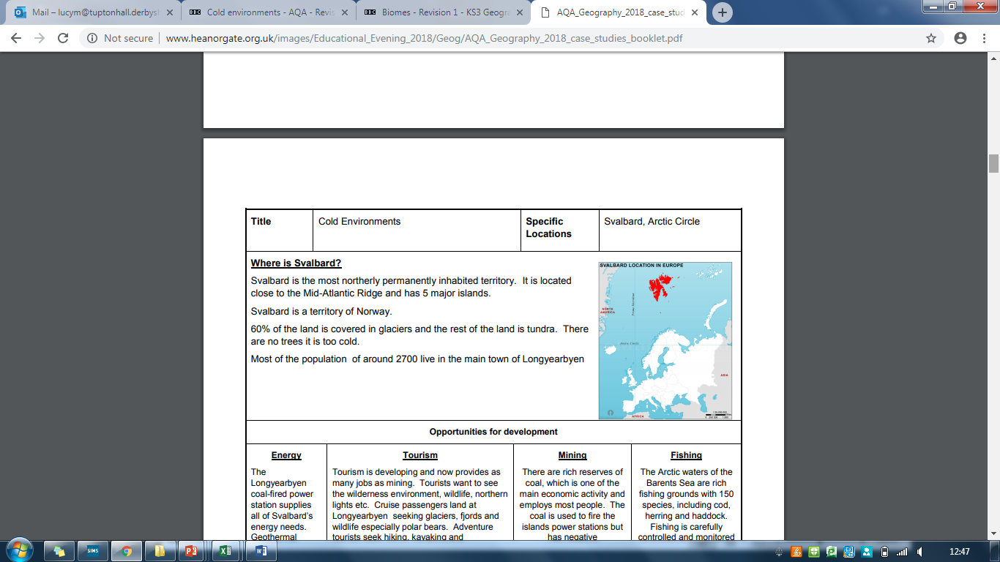 Mail – lucym@tuptonhall.derbys
Cold environments - AQA - Revis
Biomes - Revision 1 - KS3 Geogra
AQA_Geography_2018_case_stud
Not secure
www.heanorgate.org.uk/images/Educational_Evening_2018/Geog/AQA_Geography_2018_case_studies_booklet.pdf
Title
Cold Environments
Specific
Locations
Svalbard, Arctic Circle
Where is Svalbard?
Svalbard is the most northerly permanently inhabited territory. It is located
close to the Mid-Atlantic Ridge and has 5 major islands.
Svalbard is a territory of Norway.
60% of the land is covered in glaciers and the rest of the land is tundra. There
are no trees it is too cold.
Most of the population of around 2700 live in the main town of Longyearbyen
SVALBARD LOCATION IN EUROPE
NORTH
AMERICA
Arctic Circle
ASIA
AFRICA
Opportunities for development
Energy
The
Longyearbyen
coal-fired power
station supplies
all of Svalbard's
energy needs.
Geothermal
Tourism
Tourism is developing and now provides as
many jobs as mining. Tourists want to see
the wilderness environment, wildlife, northern
lights etc. Cruise passengers land at
Longyearbyen seeking glaciers, fjords and
wildlife especially polar bears. Adventure
tourists seek hiking, kayaking and
Mining
There are rich reserves of
coal, which is one of the
main economic activity and
employs most people. The
coal is used to fire the
islands power stations but
has negative
Fishing
The Arctic waters of the
Barents Sea are rich
fishing grounds with 150
species, including cod,
herring and haddock.
Fishing is carefully
controlled and monitored
SIMS
12:47